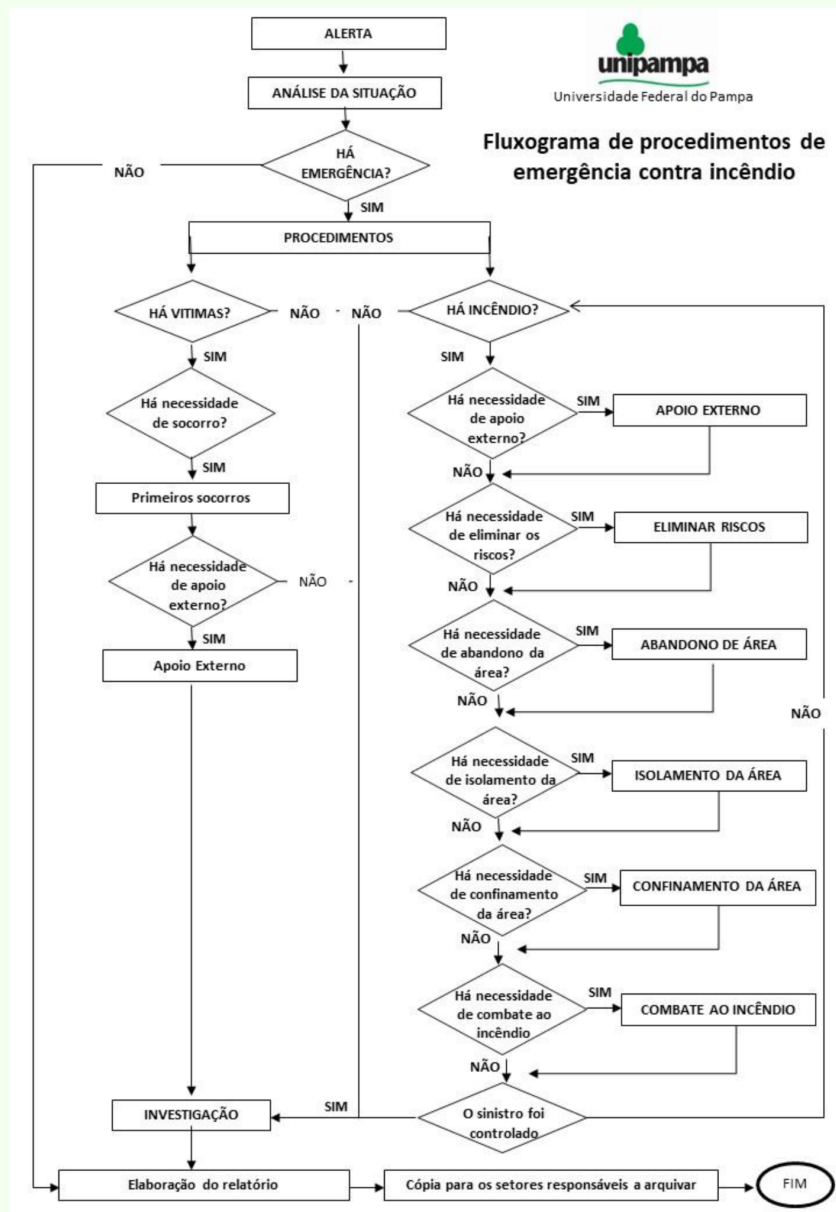 ALERTA
unipampa
Universidade Federal do Pampa
ANÁLISE DA SITUAÇÃO
Fluxograma de procedimentos de
emergência contra incêndio
HÁ
EMERGÊNCIA?
NÃO
SIM
PROCEDIMENTOS
HÁ VITIMAS?
NÃO
NÃO
HÁ INCÊNDIO?
SIM
SIM
Há necessidade
de socorro?
Há necessidade
de apoio
externo?
SIM
APOIO EXTERNO
SIM
NÃO
Primeiros socorros
Há necessidade
de eliminar os
riscos?
SIM
ELIMINAR RISCOS
Há necessidade
de apoio
externo?
NÃO
NÃO
SIM
Há necessidade
de abandono da
área?
SIM
ABANDONO DE ÁREA
Apoio Externo
NÃO
NÃO
Há necessidade
de isolamento da
área?
SIM
ISOLAMENTO DA ÁREA
NÃO
Há necessidade
de confinamento
da área?
SIM
CONFINAMENTO DA ÁREA
NÃO
Há necessidade
de combate ao
incêndio
SIM
COMBATE AO INCÊNDIO
NÃO
INVESTIGAÇÃO
SIM
O sinistro foi
controlado
Elaboração do relatório
Cópia para os setores responsáveis a arquivar
FIM